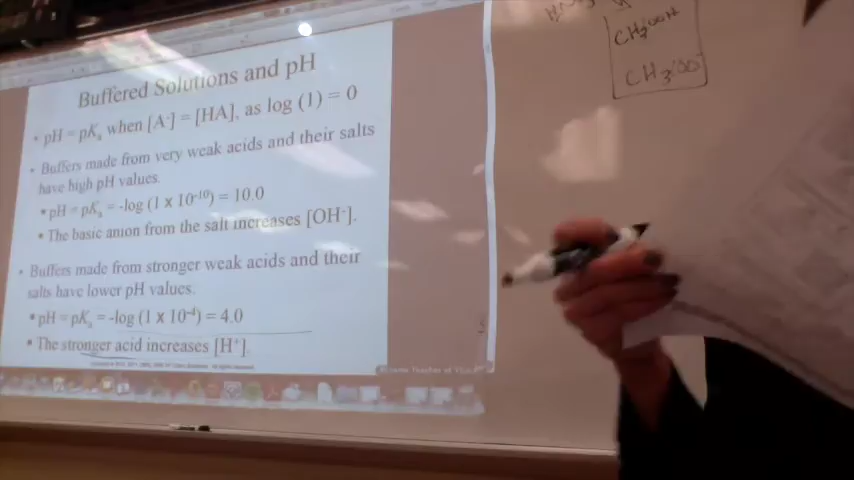 Buffered Solutions and pH
• pH = pKₐ when [A⁻] = [HA], as log (1) = 0
• Buffers made from very weak acids and their salts
have high pH values.
• pH = pKₐ = -log (1 x 10⁻¹⁰) = 10.0
• The basic anion from the salt increases [OH⁻].
• Buffers made from stronger weak acids and their
salts have lower pH values.
• pH = pKₐ = -log (1 x 10⁻⁴) = 4.0
• The stronger acid increases [H⁺].
CH₃COOH
CH₃COO⁻